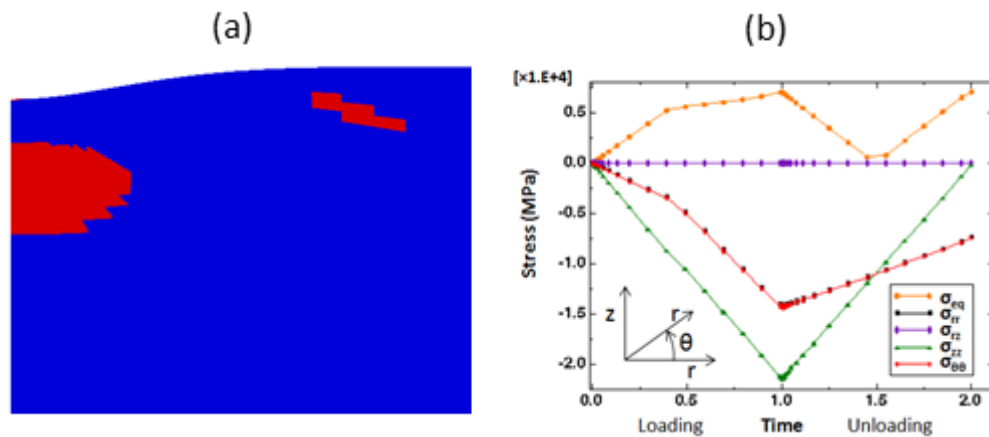 (a)
(b)
[×1.E+4]
0.5
0.0
-0.5
-1.0
-1.5
-2.0
Stress (MPa)
z
r
θ
r
σeq
σrr
σrz
σzz
σθθ
0.0 0.5 1.0 1.5 2.0
Loading Time Unloading